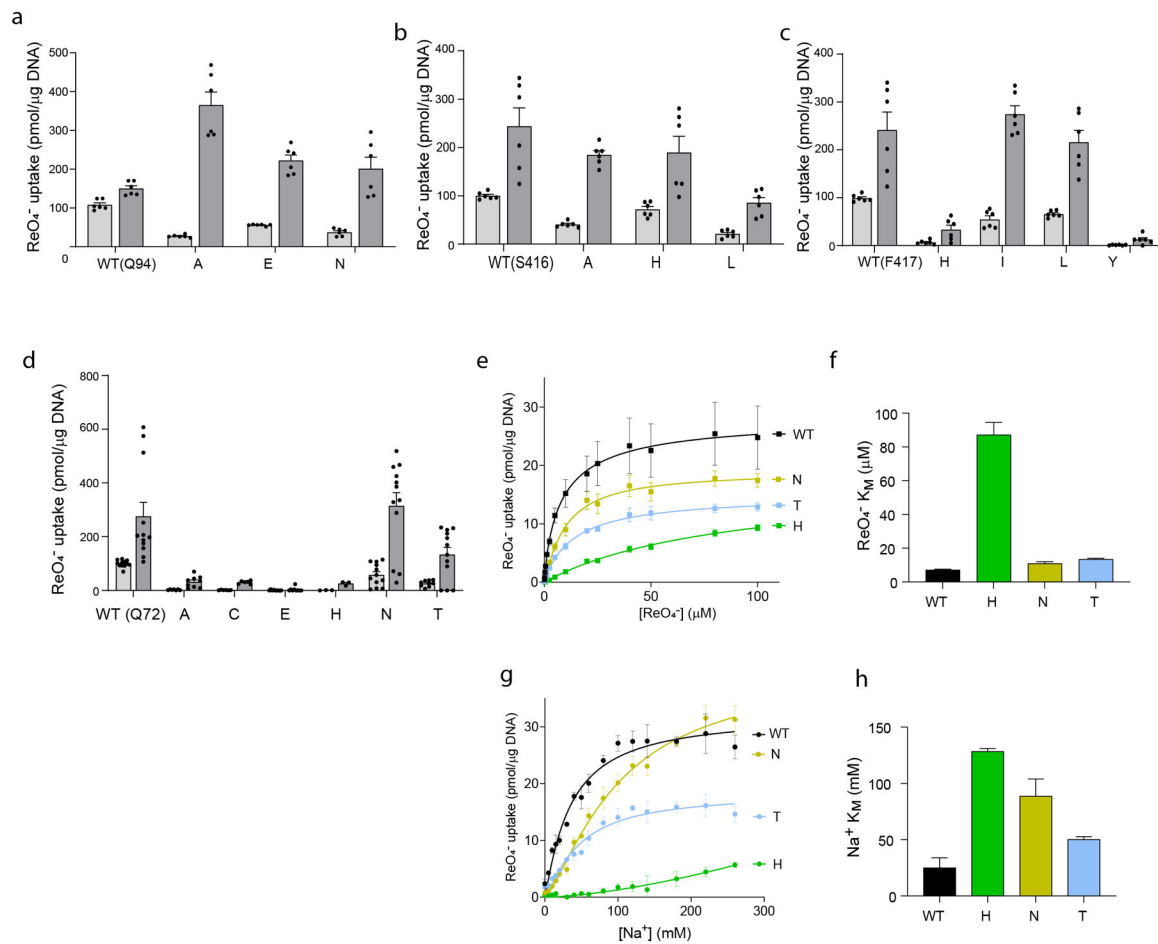 a
ReO₄⁻ uptake (pmol/μg DNA)
500
400
300
200
100
0
WT(Q94) A E N
b
ReO₄⁻ uptake (pmol/μg DNA)
400
300
200
100
0
WT(S416) A H L
c
ReO₄⁻ uptake (pmol/μg DNA)
400
300
200
100
0
WT(F417) H I L Y
d
ReO₄⁻ uptake (pmol/μg DNA)
800
600
400
200
0
WT (Q72) A C E H N T
e
ReO₄⁻ uptake (pmol/μg DNA)
30
20
10
0
WT
N
T
H
0 50 100
[ReO₄⁻] (μM)
f
ReO₄⁻ Kᴍ (μM)
100
80
60
40
20
0
WT H N T
g
ReO₄⁻ uptake (pmol/μg DNA)
30
20
10
0
WT
N
T
H
0 100 200 300
[Na⁺] (mM)
h
Na⁺ Kᴍ (mM)
150
100
50
0
WT H N T